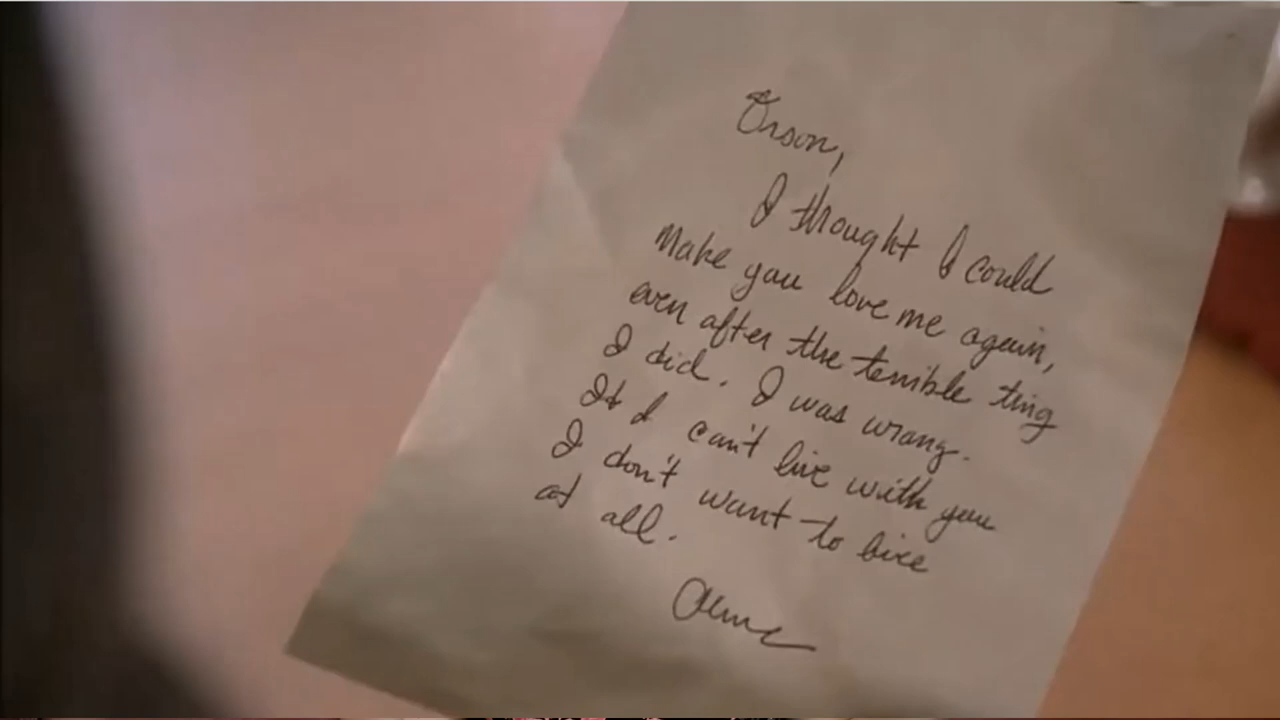 Orson,
I thought I could
make you love me again,
even after the terrible ting
I did. I was wrong.
If I can't live with you
I don't want to live
at all.
Alma